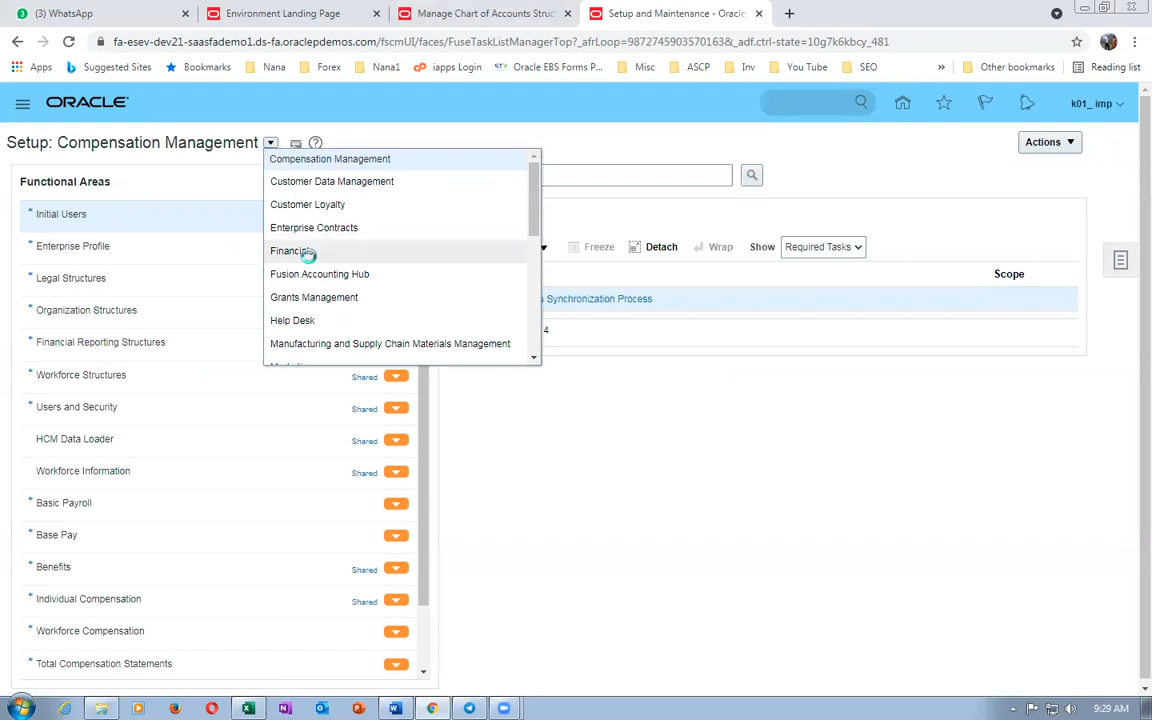 (3) WhatsApp
Environment Landing Page
Manage Chart of Accounts Struc
Setup and Maintenance - Oracle
fa-esev-dev21-saasfademo1.ds-fa.oraclepdemos.com/fscmUI/faces/FuseTaskListManagerTop?_afrLoop=9872745903570163&_adf.ctrl-state=10g7k6kbcy_481
Apps
Suggested Sites
Bookmarks
Nana
Forex
Nana1
iapps Login
Oracle EBS Forms P...
Misc
ASCP
Inv
You Tube
SEO
»
Other bookmarks
Reading list
ORACLE
k01_ imp
Setup: Compensation Management
Actions
Compensation Management
Customer Data Management
Customer Loyalty
Enterprise Contracts
Fusion Accounting Hub
Grants Management
Help Desk
Manufacturing and Supply Chain Materials Management
Functional Areas
* Initial Users
* Enterprise Profile
* Legal Structures
* Organization Structures
* Financial Reporting Structures
* Workforce Structures Shared
* Users and Security Shared
HCM Data Loader Shared
Workforce Information Shared
* Basic Payroll
* Base Pay
* Benefits Shared
* Individual Compensation Shared
* Workforce Compensation
* Total Compensation Statements
Freeze
Detach
Wrap
Show
Required Tasks
Scope
s Synchronization Process
4
9:29 AM